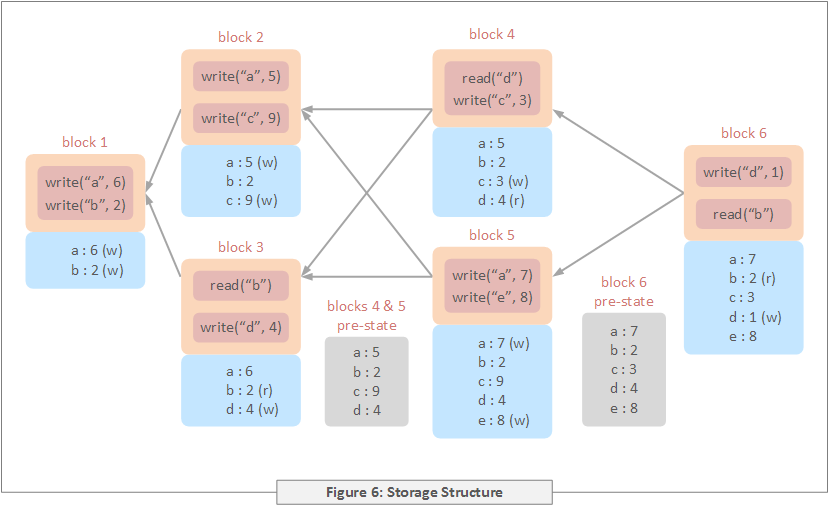 block 1
write(“a”, 6)
write(“b”, 2)
a : 6 (w)
b : 2 (w)
block 2
write(“a”, 5)
write(“c”, 9)
a : 5 (w)
b : 2
c : 9 (w)
block 3
read(“b”)
write(“d”, 4)
a : 6
b : 2 (r)
d : 4 (w)
blocks 4 & 5
pre-state
a : 5
b : 2
c : 9
d : 4
block 4
read(“d”)
write(“c”, 3)
a : 5
b : 2
c : 3 (w)
d : 4 (r)
block 5
write(“a”, 7)
write(“e”, 8)
a : 7 (w)
b : 2
c : 9
d : 4
e : 8 (w)
block 6
pre-state
a : 7
b : 2
c : 3
d : 4
e : 8
block 6
write(“d”, 1)
read(“b”)
a : 7
b : 2 (r)
c : 3
d : 1 (w)
e : 8
Figure 6: Storage Structure